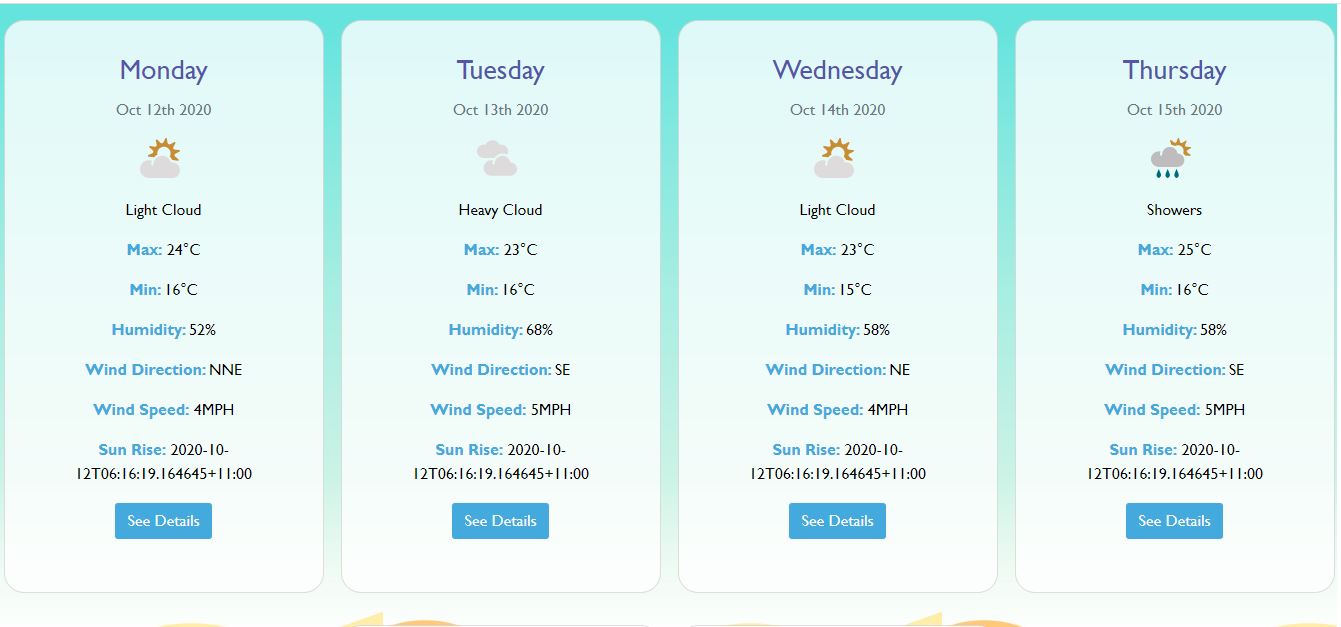 Monday
Oct 12th 2020
Light Cloud
Max: 24°C
Min: 16°C
Humidity: 52%
Wind Direction: NNE
Wind Speed: 4MPH
Sun Rise: 2020-10-
12T06:16:19.164645+11:00
See Details
Tuesday
Oct 13th 2020
Heavy Cloud
Max: 23°C
Min: 16°C
Humidity: 68%
Wind Direction: SE
Wind Speed: 5MPH
Sun Rise: 2020-10-
12T06:16:19.164645+11:00
See Details
Wednesday
Oct 14th 2020
Light Cloud
Max: 23°C
Min: 15°C
Humidity: 58%
Wind Direction: NE
Wind Speed: 4MPH
Sun Rise: 2020-10-
12T06:16:19.164645+11:00
See Details
Thursday
Oct 15th 2020
Showers
Max: 25°C
Min: 16°C
Humidity: 58%
Wind Direction: SE
Wind Speed: 5MPH
Sun Rise: 2020-10-
12T06:16:19.164645+11:00
See Details